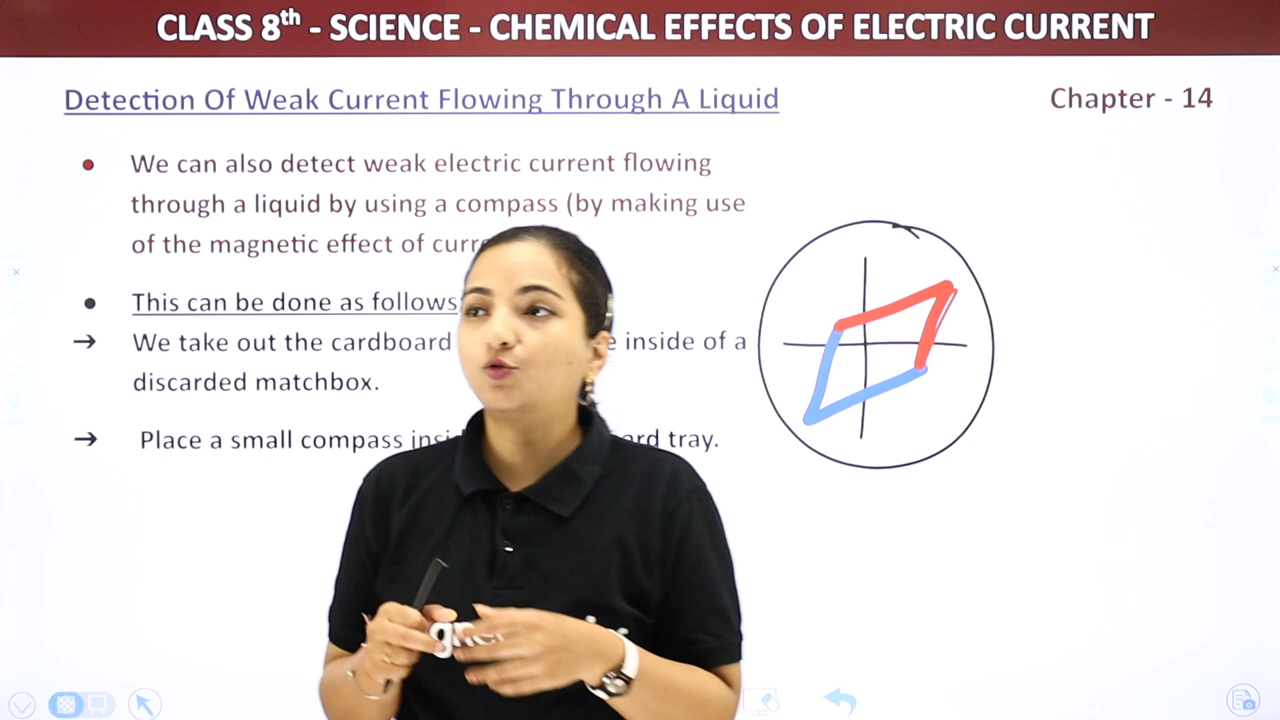 CLASS 8th - SCIENCE - CHEMICAL EFFECTS OF ELECTRIC CURRENT
Detection Of Weak Current Flowing Through A Liquid
Chapter - 14
• We can also detect weak electric current flowing
through a liquid by using a compass (by making use
of the magnetic effect of
• This can be done as follows
→ We take out the cardboard inside of a
discarded matchbox.
→ Place a small compass tray.